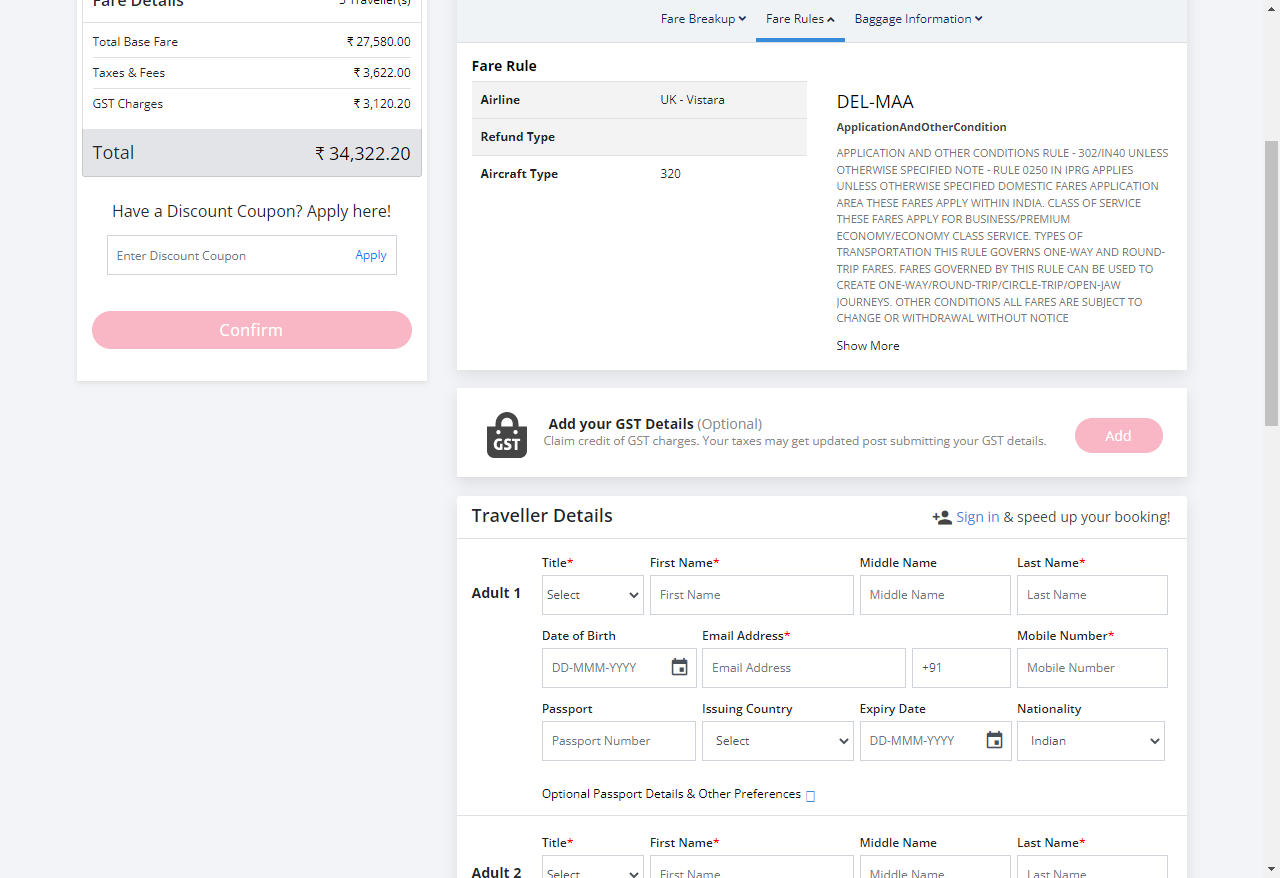 Fare Details 3 Traveller(s)
Total Base Fare ₹ 27,580.00
Taxes & Fees ₹ 3,622.00
GST Charges ₹ 3,120.20
Total ₹ 34,322.20
Have a Discount Coupon? Apply here!
Enter Discount Coupon Apply
Confirm
Fare Breakup Fare Rules Baggage Information
Fare Rule
Airline UK - Vistara
Refund Type
Aircraft Type 320
DEL-MAA
ApplicationAndOtherCondition
APPLICATION AND OTHER CONDITIONS RULE - 302/IN40 UNLESS
OTHERWISE SPECIFIED NOTE - RULE 0250 IN IPRG APPLIES
UNLESS OTHERWISE SPECIFIED DOMESTIC FARES APPLICATION
AREA THESE FARES APPLY WITHIN INDIA. CLASS OF SERVICE
THESE FARES APPLY FOR BUSINESS/PREMIUM
ECONOMY/ECONOMY CLASS SERVICE. TYPES OF
TRANSPORTATION THIS RULE GOVERNS ONE-WAY AND ROUND-
TRIP FARES. FARES GOVERNED BY THIS RULE CAN BE USED TO
CREATE ONE-WAY/ROUND-TRIP/CIRCLE-TRIP/OPEN-JAW
JOURNEYS. OTHER CONDITIONS ALL FARES ARE SUBJECT TO
CHANGE OR WITHDRAWAL WITHOUT NOTICE
Show More
GST
Add your GST Details (Optional)
Claim credit of GST charges. Your taxes may get updated post submitting your GST details.
Add
Traveller Details Sign in & speed up your booking!
Title* First Name* Middle Name Last Name*
Adult 1 Select First Name Middle Name Last Name
Date of Birth Email Address* Mobile Number*
DD-MMM-YYYY Email Address +91 Mobile Number
Passport Issuing Country Expiry Date Nationality
Passport Number Select DD-MMM-YYYY Indian
Optional Passport Details & Other Preferences
Title* First Name* Middle Name Last Name*
Adult 2 Select First Name Middle Name Last Name